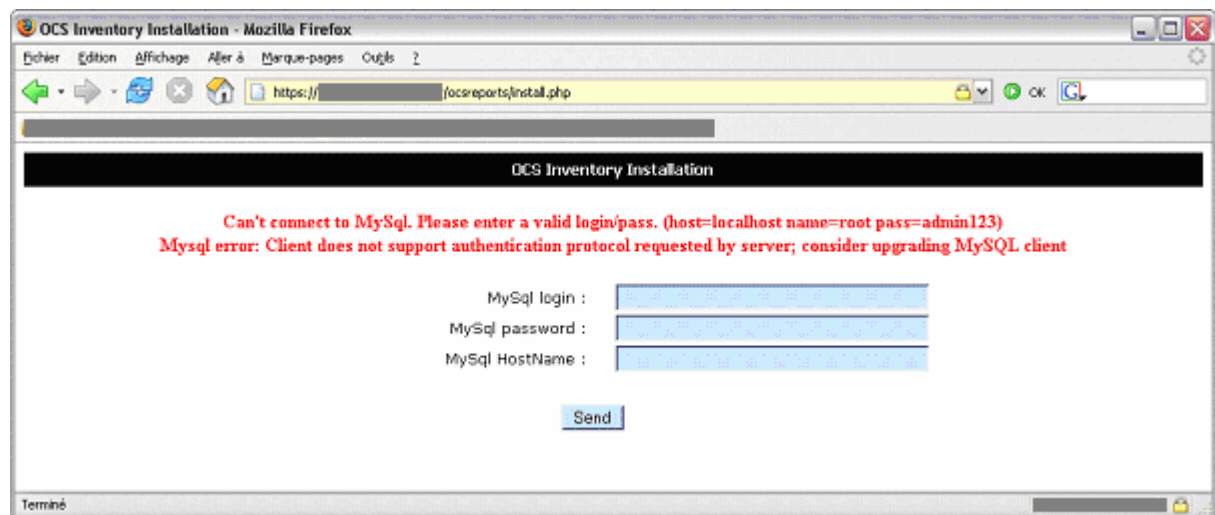 OCS Inventory Installation - Mozilla Firefox
Fichier Edition Affichage Aller à Marque-pages Outils ?
https:// /ocsreports/install.php OK G
OCS Inventory Installation
Can't connect to MySql. Please enter a valid login/pass. (host=localhost name=root pass=admin123)
Mysql error: Client does not support authentication protocol requested by server; consider upgrading MySQL client
MySql login :
MySql password :
MySql HostName :
Send
Terminé